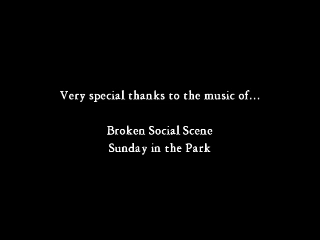 Very special thanks to the music of...
Broken Social Scene
Sunday in the Park